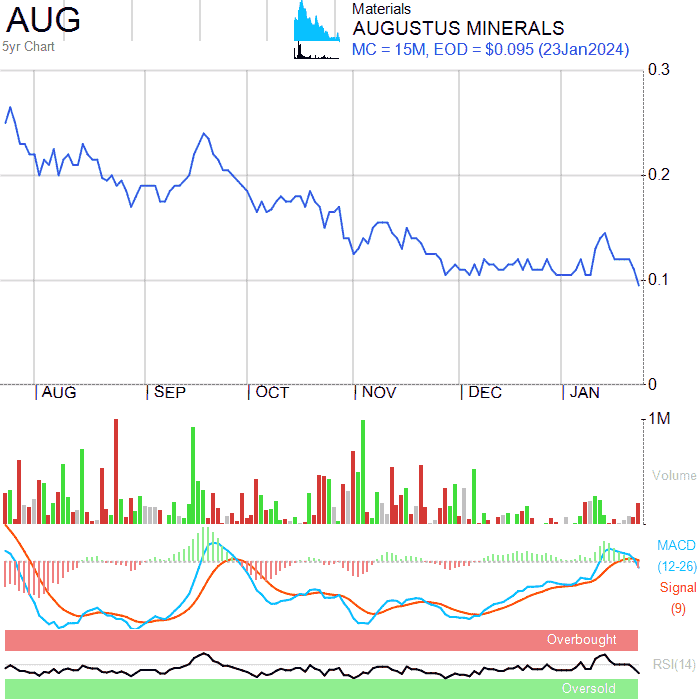 AUG
5yr Chart
Materials
AUGUSTUS MINERALS
MC = 15M, EOD = $0.095 (23Jan2024)
0.3
0.2
0.1
0
AUG SEP OCT NOV DEC JAN
1M
Volume
MACD
(12-26)
Signal
(9)
Overbought
RSI(14)
Oversold